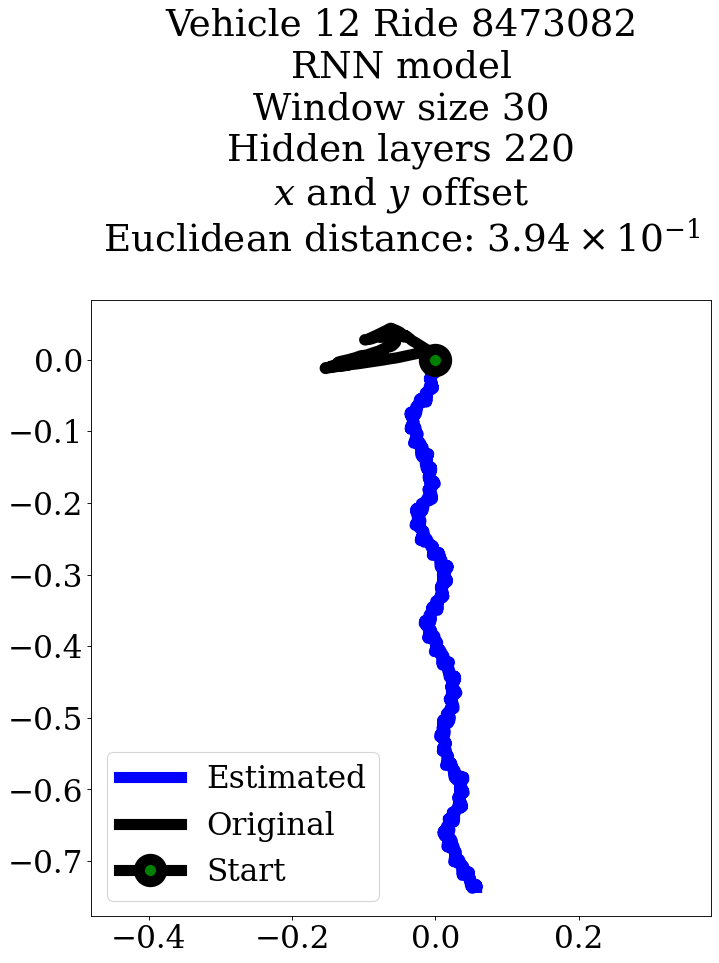 Vehicle 12 Ride 8473082
RNN model
Window size 30
Hidden layers 220
x and y offset
Euclidean distance: 3.94 × 10⁻¹
0.0
−0.1
−0.2
−0.3
−0.4
−0.5
−0.6
−0.7
Estimated
Original
Start
−0.4 −0.2 0.0 0.2